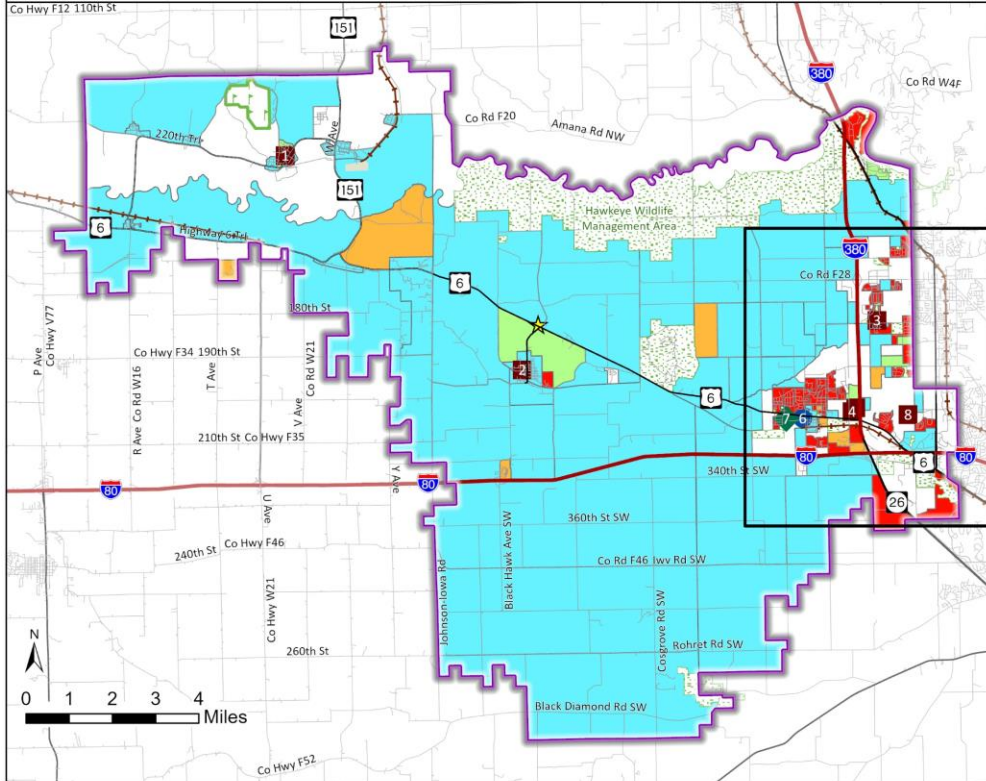 Co Hwy F12 110th St
151
380
Co Rd W4F
Co Rd F20
Amana Rd NW
220th Trl
W Ave
1
151
Hawkeye Wildlife
Management Area
6
Highway 6 Trl
380
6
Co Rd F28
180th St
3
P Ave
Co Hwy V77
Co Hwy F34 190th St
R Ave Co Rd W16
T Ave
V Ave
Co Rd W21
2
6
4
8
7
6
210th St Co Hwy F35
Y Ave
80
6
80
80
80
340th St SW
26
U Ave
360th St SW
240th St
Co Hwy F46
Co Rd F46 Iwv Rd SW
Co Hwy W21
Johnson-Iowa Rd
Black Hawk Ave SW
Cosgrove Rd SW
260th St
Rohret Rd SW
N
0 1 2 3 4
Miles
Black Diamond Rd SW
Co Hwy F52